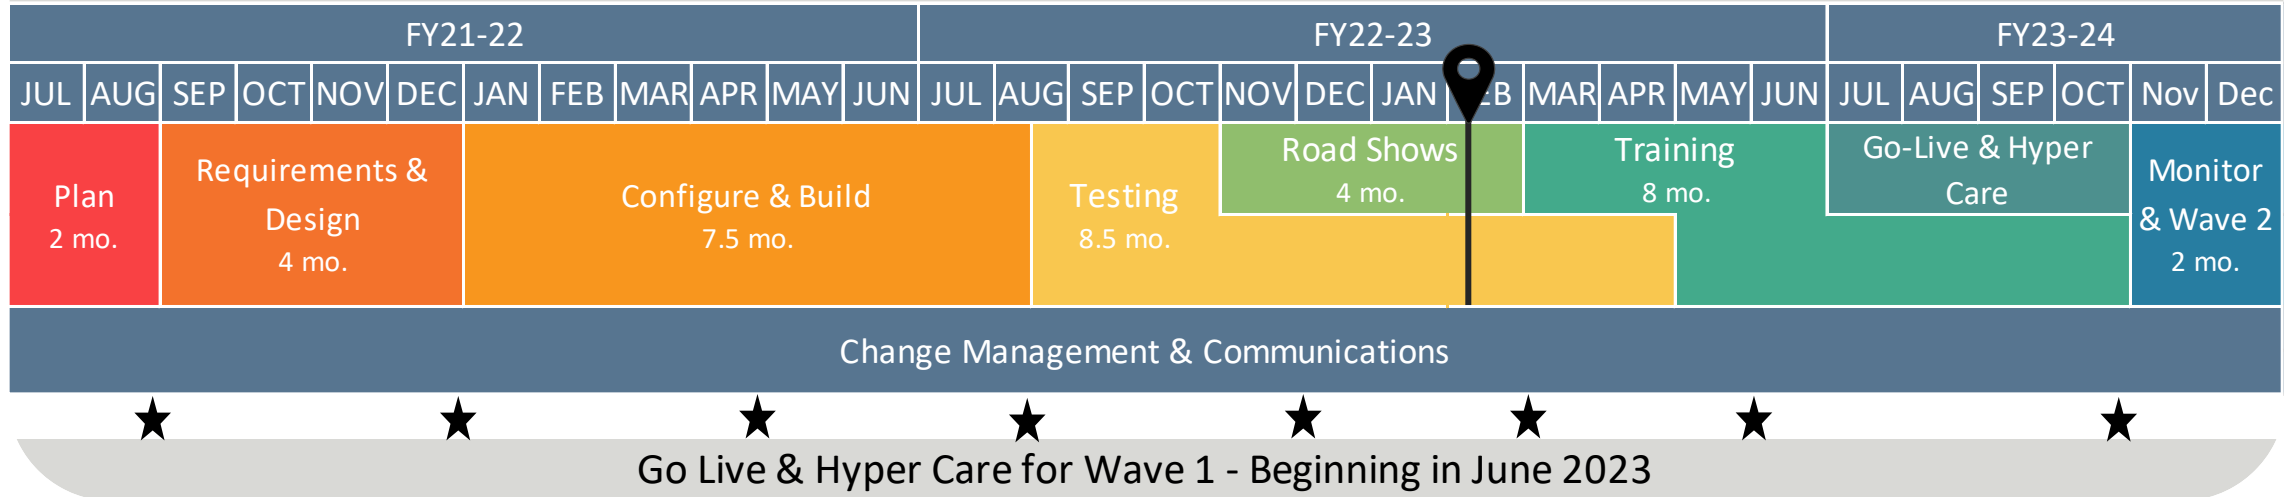 FY21-22 FY22-23 FY23-24
JUL AUG SEP OCT NOV DEC JAN FEB MAR APR MAY JUN JUL AUG SEP OCT NOV DEC JAN EB MAR APR MAY JUN JUL AUG SEP OCT Nov Dec
Plan
2 mo.
Requirements &
Design
4 mo.
Configure & Build
7.5 mo.
Testing
8.5 mo.
Road Shows
4 mo.
Training
8 mo.
Go-Live & Hyper
Care
Monitor
& Wave 2
2 mo.
Change Management & Communications
Go Live & Hyper Care for Wave 1 - Beginning in June 2023